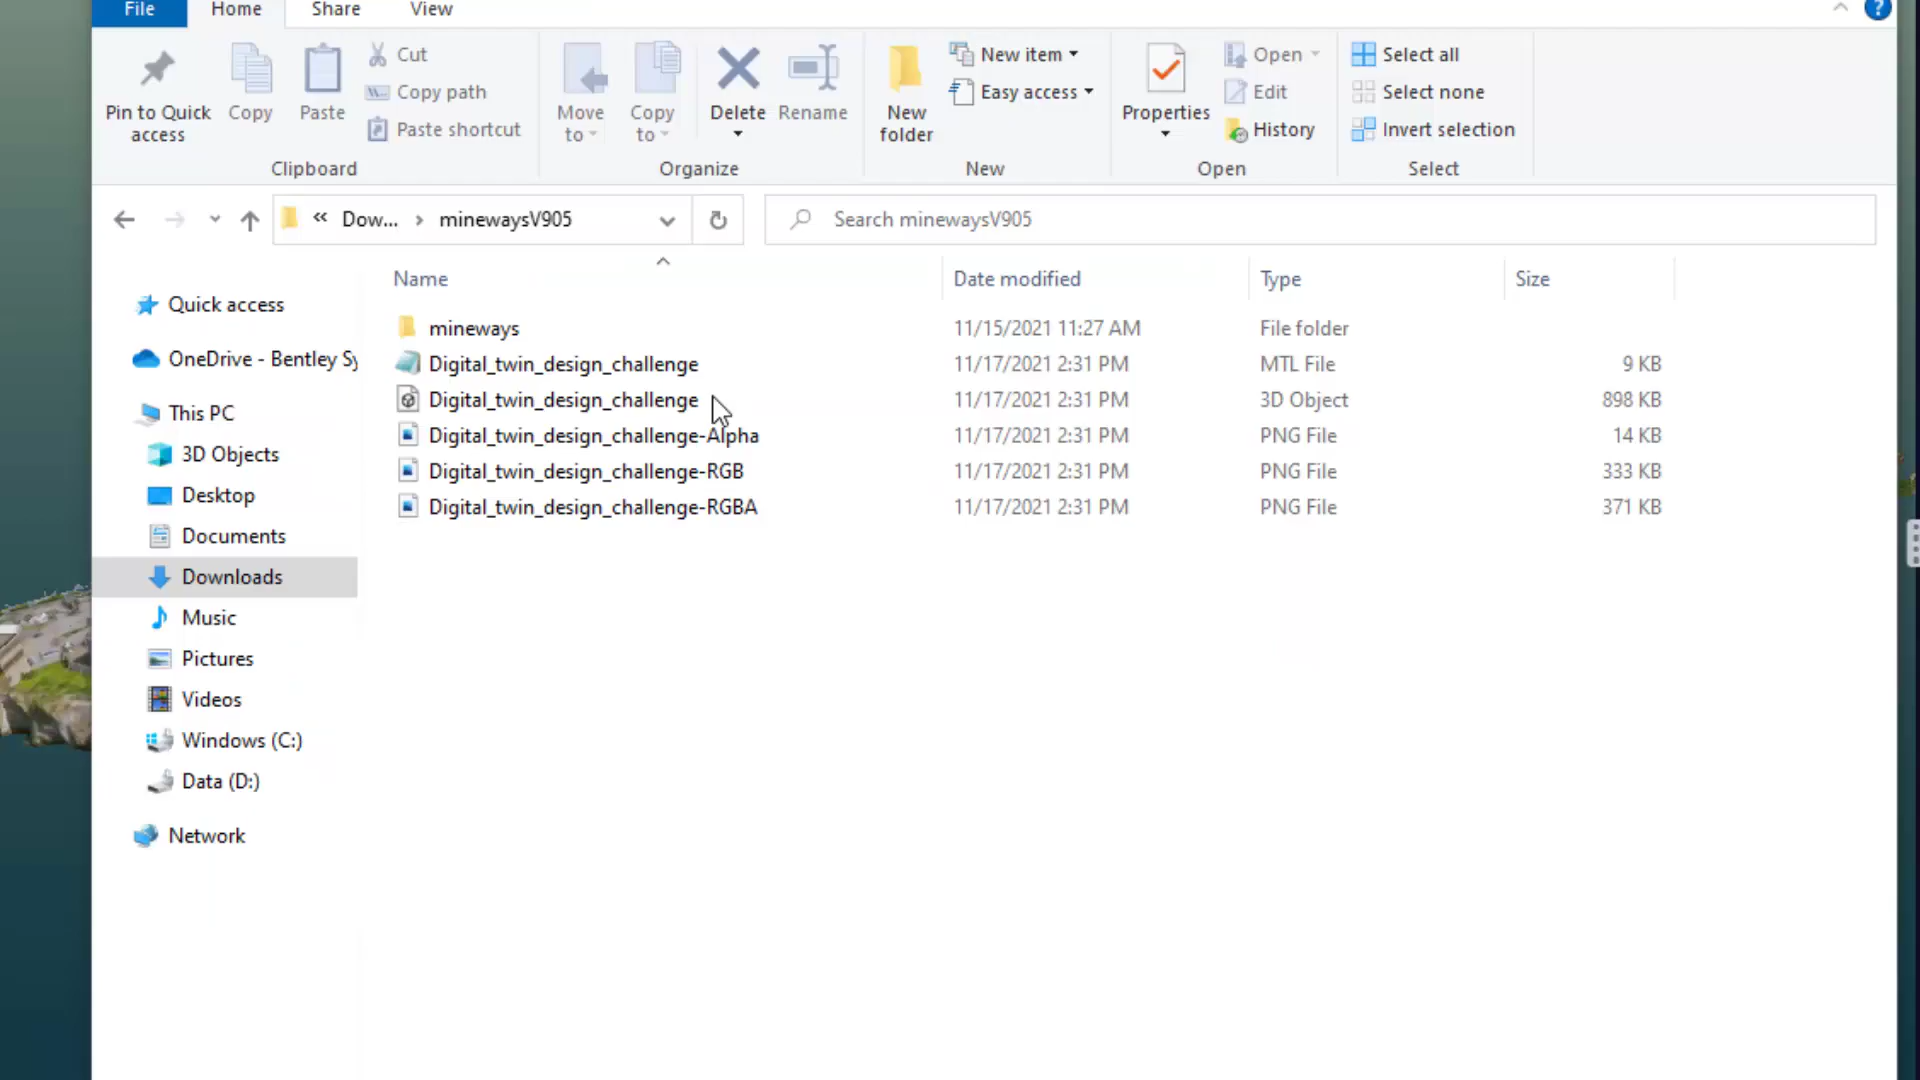 File Home Share View
Pin to Quick access
Copy
Paste
Cut
Copy path
Paste shortcut
Clipboard
Move to
Copy to
Delete
Rename
Organize
New folder
New item
Easy access
New
Properties
Open
Edit
History
Open
Select all
Select none
Invert selection
Select
« Dow... › minewaysV905
Search minewaysV905
Quick access
OneDrive - Bentley Sy
This PC
3D Objects
Desktop
Documents
Downloads
Music
Pictures
Videos
Windows (C:)
Data (D:)
Network
Name Date modified Type Size
mineways 11/15/2021 11:27 AM File folder
Digital_twin_design_challenge 11/17/2021 2:31 PM MTL File 9 KB
Digital_twin_design_challenge 11/17/2021 2:31 PM 3D Object 898 KB
Digital_twin_design_challenge-Alpha 11/17/2021 2:31 PM PNG File 14 KB
Digital_twin_design_challenge-RGB 11/17/2021 2:31 PM PNG File 333 KB
Digital_twin_design_challenge-RGBA 11/17/2021 2:31 PM PNG File 371 KB